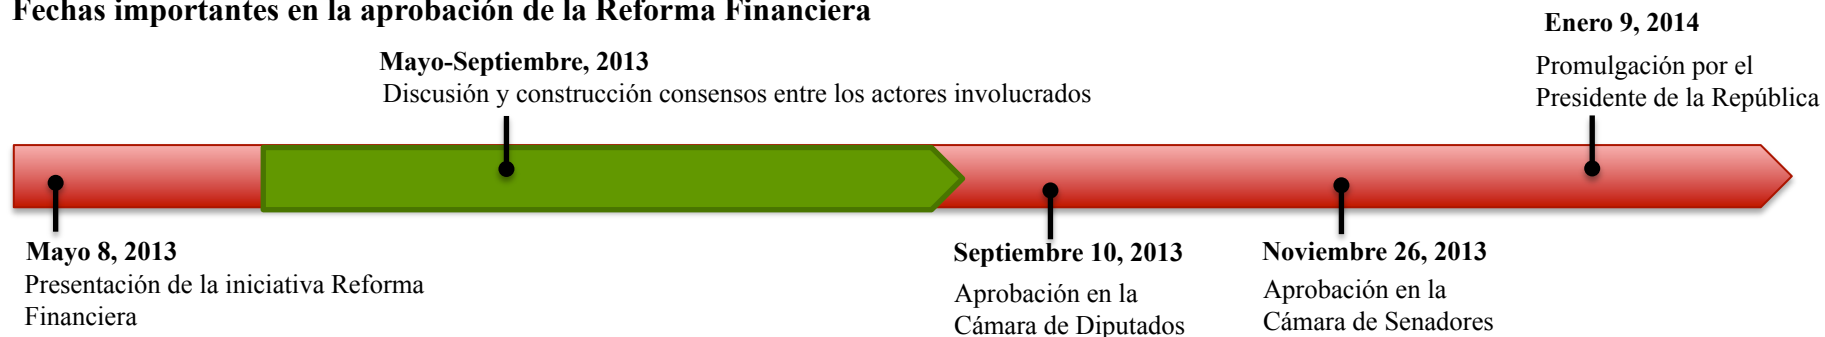 Fechas importantes en la aprobación de la Reforma Financiera
Enero 9, 2014
Promulgación por el
Presidente de la República
Mayo-Septiembre, 2013
Discusión y construcción consensos entre los actores involucrados
Mayo 8, 2013
Presentación de la iniciativa Reforma
Financiera
Septiembre 10, 2013
Aprobación en la
Cámara de Diputados
Noviembre 26, 2013
Aprobación en la
Cámara de Senadores